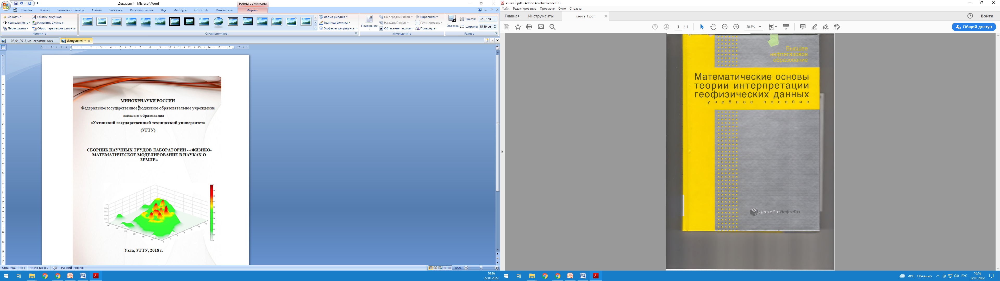 Документ1 - Microsoft Word
Работа с рисунками
Главная Вставка Разметка страницы Ссылки Рассылки Рецензирование Вид MathType Office Tab Математика Формат
Яркость
Контрастность
Перекрасить
Сжатие рисунков
Изменить рисунок
Сброс параметров рисунка
Изменить
Стили рисунков
Форма рисунка
Граница рисунка
Эффекты для рисунка
Положение
На передний план
На задний план
Обтекание текстом
Выровнять
Группировать
Повернуть
Упорядочить
Обрезка
Высота: 22,87 см
Ширина: 15,19 см
Размер
02_04_2018_монография.docx
Документ1 *
МИНОБРНАУКИ РОССИИ
Федеральное государственное бюджетное образовательное учреждение
высшего образования
«Ухтинский государственный технический университет»
(УГТУ)
СБОРНИК НАУЧНЫХ ТРУДОВ ЛАБОРАТОРИИ - «ФИЗИКО-
МАТЕМАТИЧЕСКОЕ МОДЕЛИРОВАНИЕ В НАУКАХ О
ЗЕМЛЕ»
Ухта, УГТУ, 2018 г.
Страница: 1 из 1 Число слов: 0 Русский (Россия)
100%
10:16
22.01.2022
книга 1.pdf - Adobe Acrobat Reader DC
Файл Редактирование Просмотр Окно Справка
Главная Инструменты книга 1.pdf
Войти
1 / 1
70,8%
Общий доступ
Высшее
нефтегазовое
образование
Математические основы
теории интерпретации
геофизических данных
учебное пособие
ЦентрЛитНефтеГаз
-8°C Облачно
РУС
10:16
22.01.2022